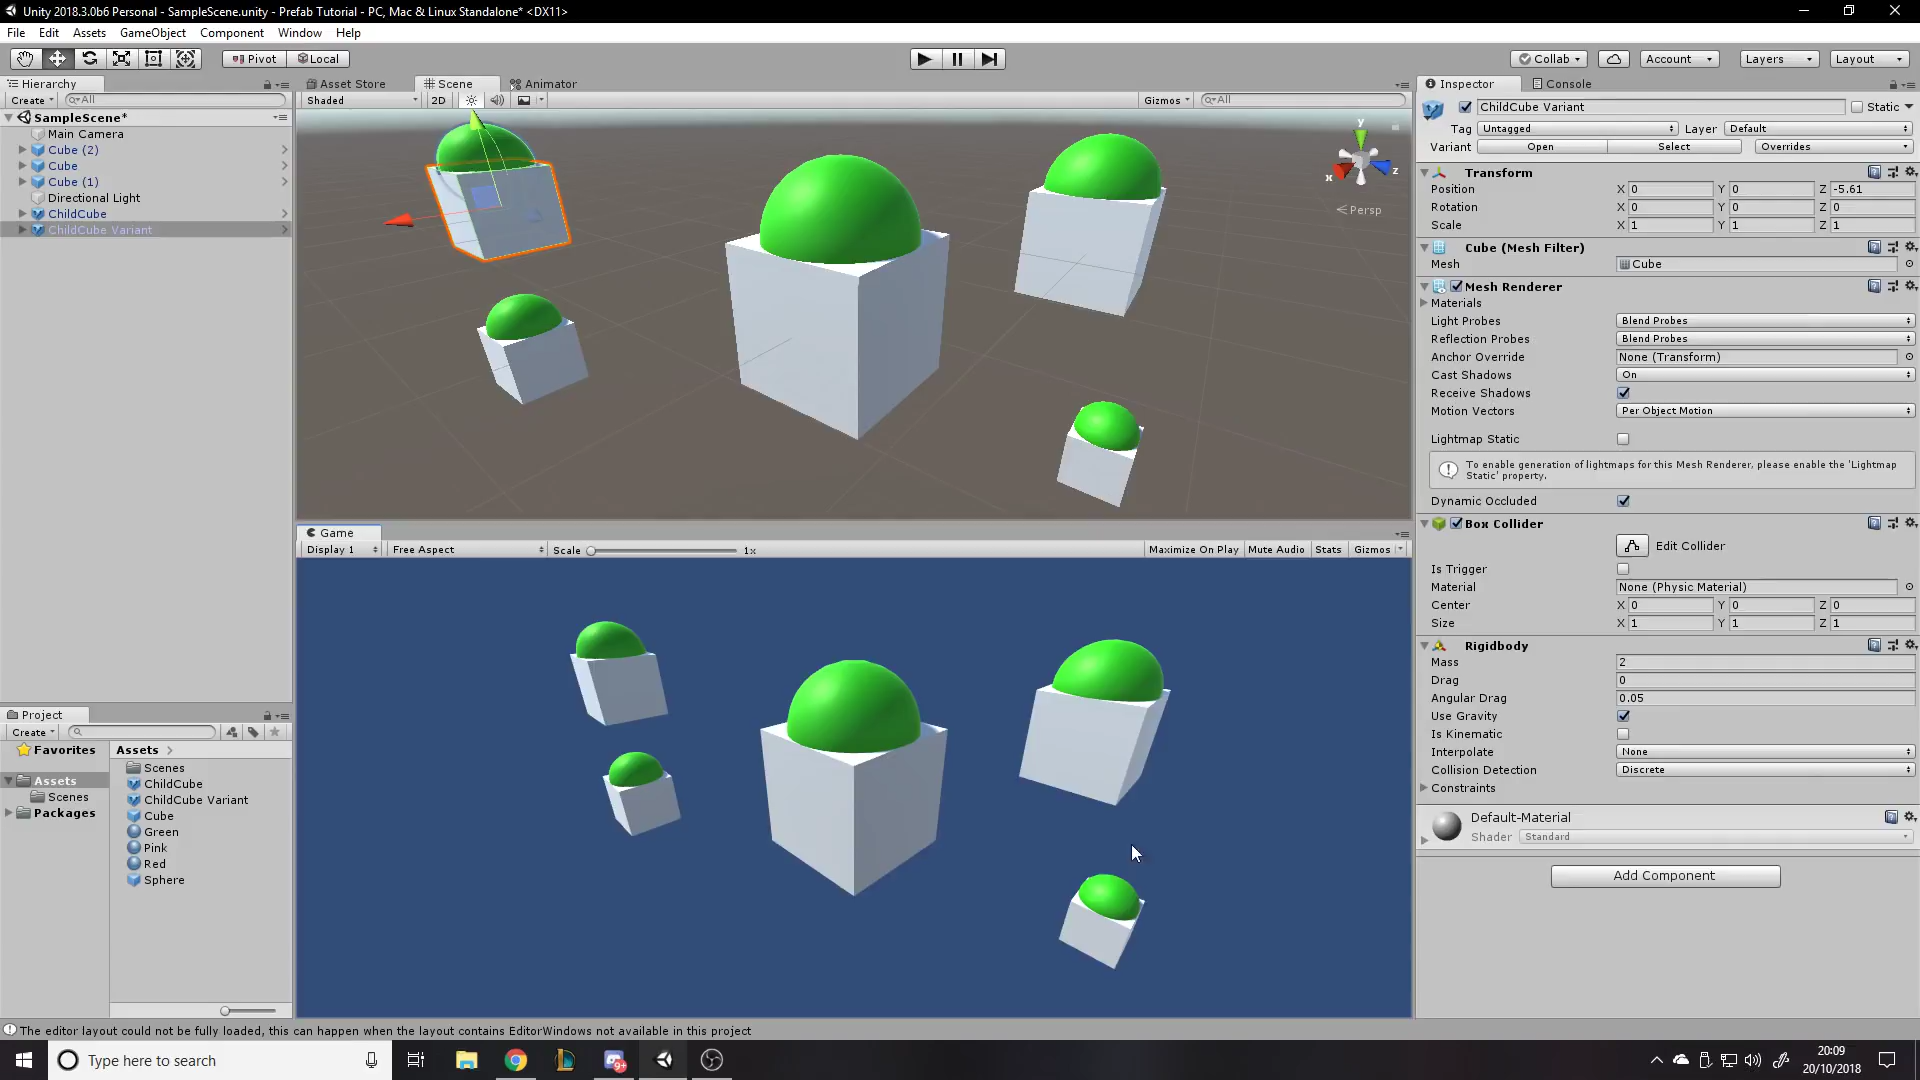 Unity 2018.3.0b6 Personal - SampleScene.unity - Prefab Tutorial - PC, Mac & Linux Standalone* <DX11>
File Edit Assets GameObject Component Window Help
Pivot Local Collab Account Layers Layout
Hierarchy
Create All
SampleScene*
Main Camera
Cube (2)
Cube
Cube (1)
Directional Light
ChildCube
ChildCube Variant
Asset Store Scene Animator
Shaded 2D Gizmos All
y
x z
Persp
Game
Display 1 Free Aspect Scale 1x Maximize On Play Mute Audio Stats Gizmos
Project
Create
Favorites
Assets
Scenes
Packages
Assets
Scenes
ChildCube
ChildCube Variant
Cube
Green
Pink
Red
Sphere
Inspector Console
ChildCube Variant Static
Tag Untagged Layer Default
Variant Open Select Overrides
Transform
Position X 0 Y 0 Z -5.61
Rotation X 0 Y 0 Z 0
Scale X 1 Y 1 Z 1
Cube (Mesh Filter)
Mesh Cube
Mesh Renderer
Materials
Light Probes Blend Probes
Reflection Probes Blend Probes
Anchor Override None (Transform)
Cast Shadows On
Receive Shadows
Motion Vectors Per Object Motion
Lightmap Static
To enable generation of lightmaps for this Mesh Renderer, please enable the 'Lightmap
Static' property.
Dynamic Occluded
Box Collider
Edit Collider
Is Trigger
Material None (Physic Material)
Center X 0 Y 0 Z 0
Size X 1 Y 1 Z 1
Rigidbody
Mass 2
Drag 0
Angular Drag 0.05
Use Gravity
Is Kinematic
Interpolate None
Collision Detection Discrete
Constraints
Default-Material
Shader Standard
Add Component
The editor layout could not be fully loaded, this can happen when the layout contains EditorWindows not available in this project
Type here to search
9+
20:09
20/10/2018